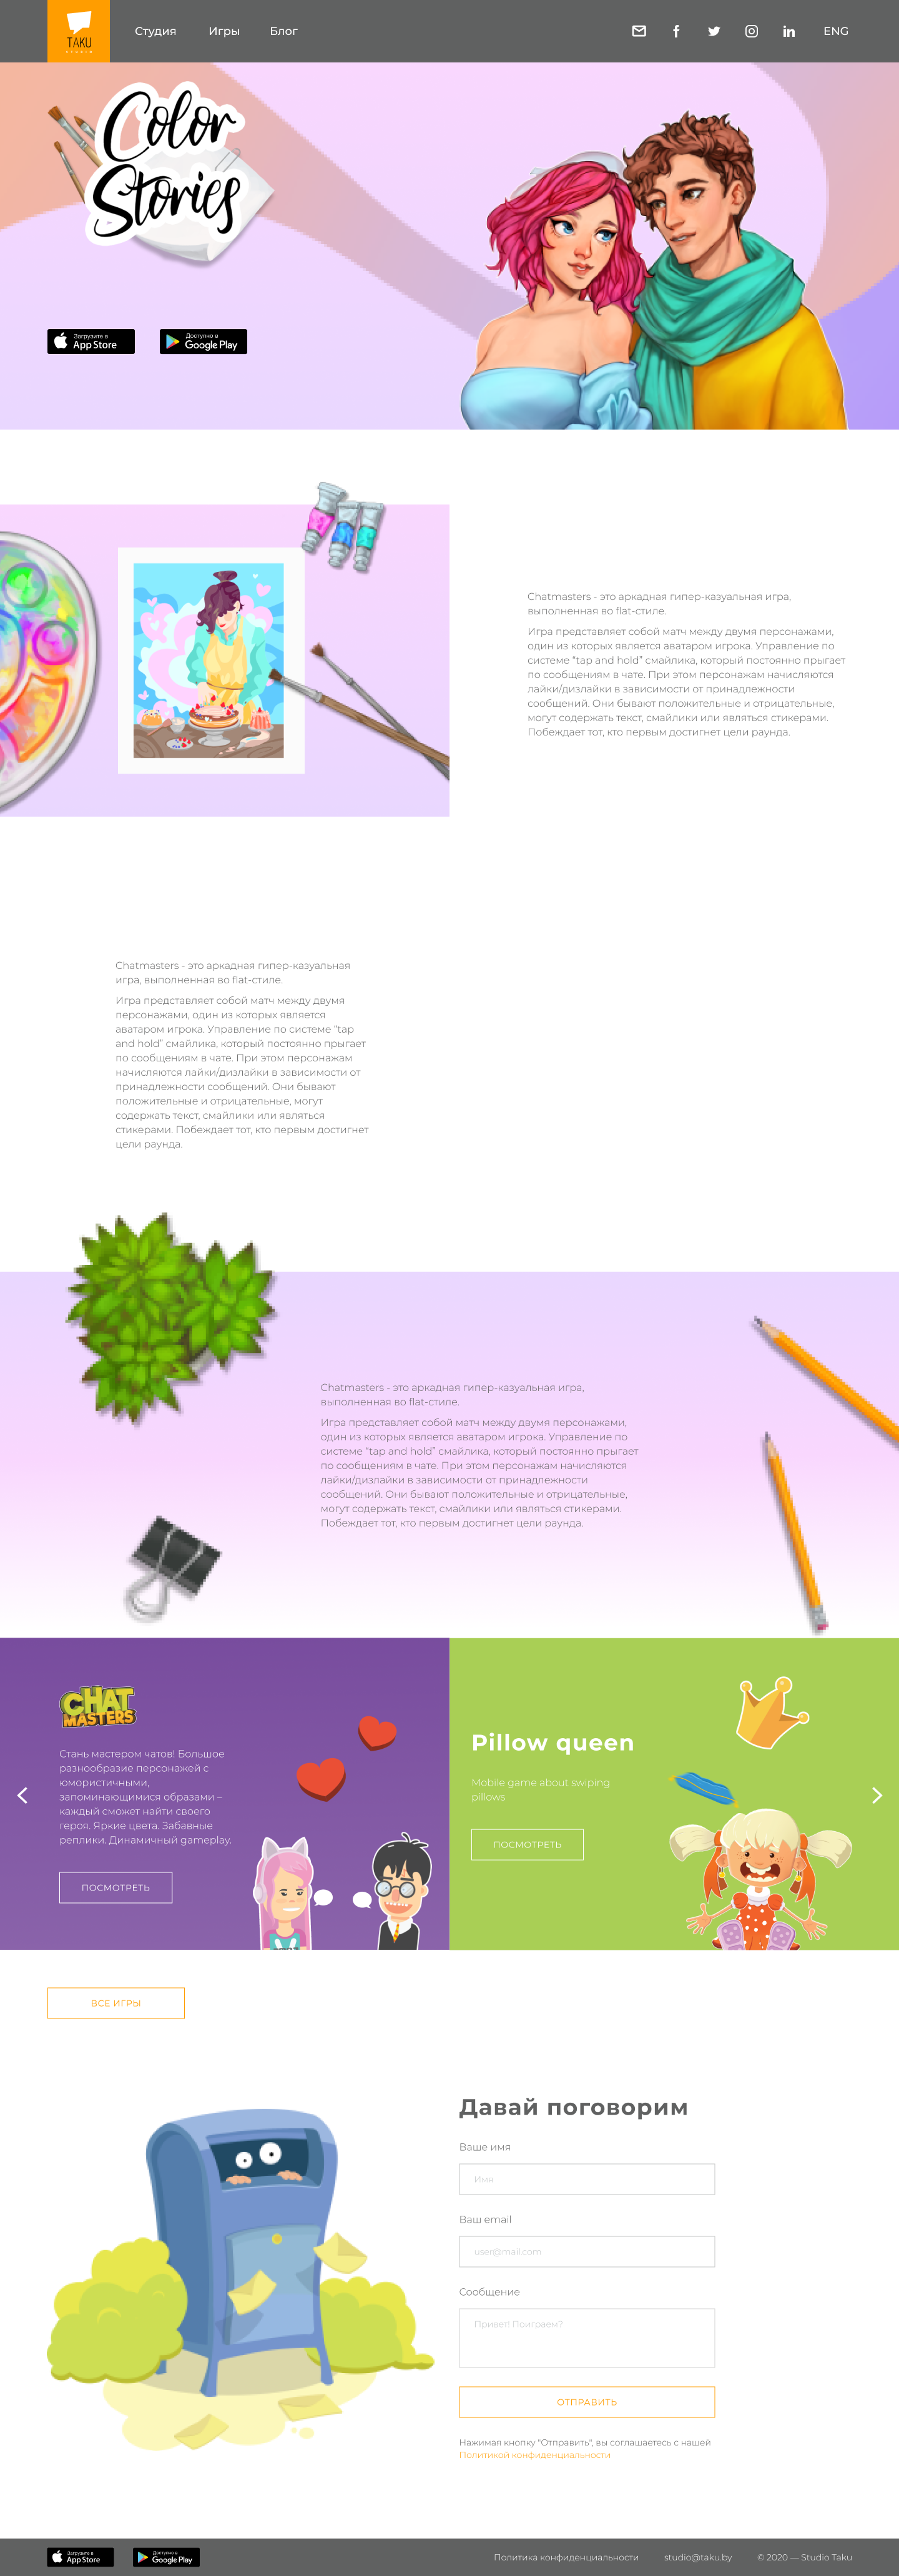 TAKU
STUDIO
Студия
Игры
Блог
ENG
Color
Stories
Загрузите в
App Store
Доступно в
Google Play
Chatmasters - это аркадная гипер-казуальная игра,
выполненная во flat-стиле.
Игра представляет собой матч между двумя персонажами,
один из которых является аватаром игрока. Управление по
системе “tap and hold” смайлика, который постоянно прыгает
по сообщениям в чате. При этом персонажам начисляются
лайки/дизлайки в зависимости от принадлежности
сообщений. Они бывают положительные и отрицательные,
могут содержать текст, смайлики или являться стикерами.
Побеждает тот, кто первым достигнет цели раунда.
Chatmasters - это аркадная гипер-казуальная
игра, выполненная во flat-стиле.
Игра представляет собой матч между двумя
персонажами, один из которых является
аватаром игрока. Управление по системе “tap
and hold” смайлика, который постоянно прыгает
по сообщениям в чате. При этом персонажам
начисляются лайки/дизлайки в зависимости от
принадлежности сообщений. Они бывают
положительные и отрицательные, могут
содержать текст, смайлики или являться
стикерами. Побеждает тот, кто первым достигнет
цели раунда.
Chatmasters - это аркадная гипер-казуальная игра,
выполненная во flat-стиле.
Игра представляет собой матч между двумя персонажами,
один из которых является аватаром игрока. Управление по
системе “tap and hold” смайлика, который постоянно прыгает
по сообщениям в чате. При этом персонажам начисляются
лайки/дизлайки в зависимости от принадлежности
сообщений. Они бывают положительные и отрицательные,
могут содержать текст, смайлики или являться стикерами.
Побеждает тот, кто первым достигнет цели раунда.
CHAT
MASTERS
Стань мастером чатов! Большое
разнообразие персонажей с
юмористичными,
запоминающимися образами –
каждый сможет найти своего
героя. Яркие цвета. Забавные
реплики. Динамичный gameplay.
ПОСМОТРЕТЬ
Pillow queen
Mobile game about swiping
pillows
ПОСМОТРЕТЬ
ВСЕ ИГРЫ
Давай поговорим
Ваше имя
Имя
Ваш email
user@mail.com
Сообщение
Привет! Поиграем?
ОТПРАВИТЬ
Нажимая кнопку "Отправить", вы соглашаетесь с нашей
Политикой конфиденциальности
Загрузите в
App Store
Доступно в
Google Play
Политика конфиденциальности
studio@taku.by
© 2020 — Studio Taku